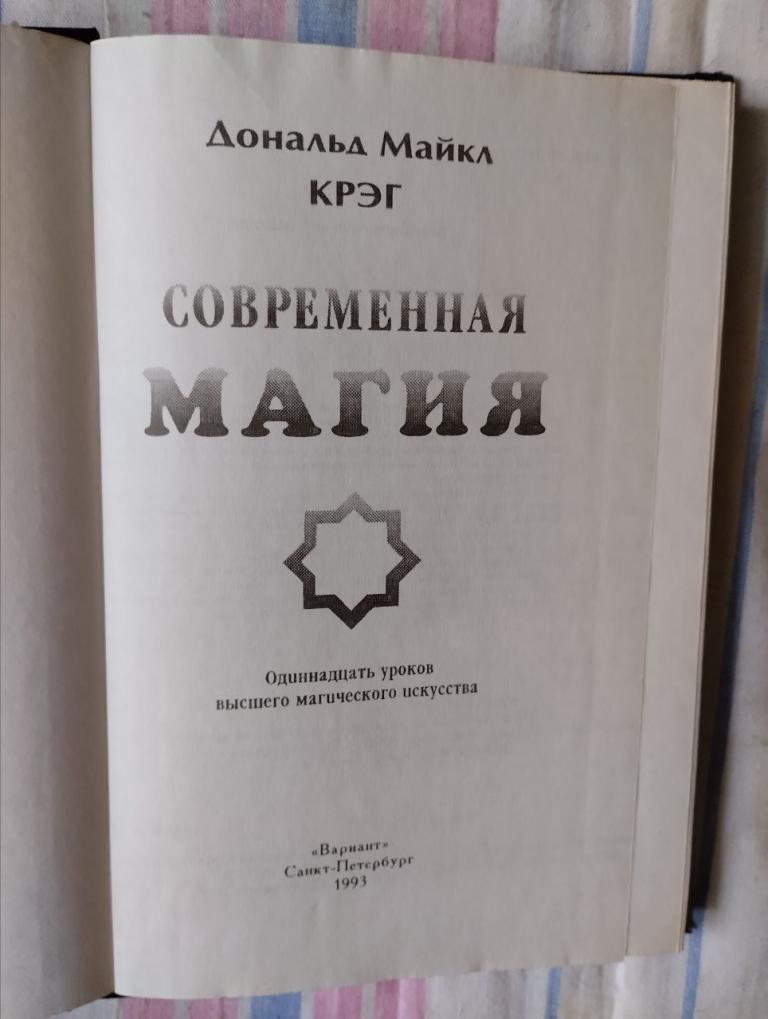 Дональд Майкл
КРЭГ
СОВРЕМЕННАЯ
МАГИЯ
Одиннадцать уроков
высшего магического искусства
«Вариант»
Санкт-Петербург
1993